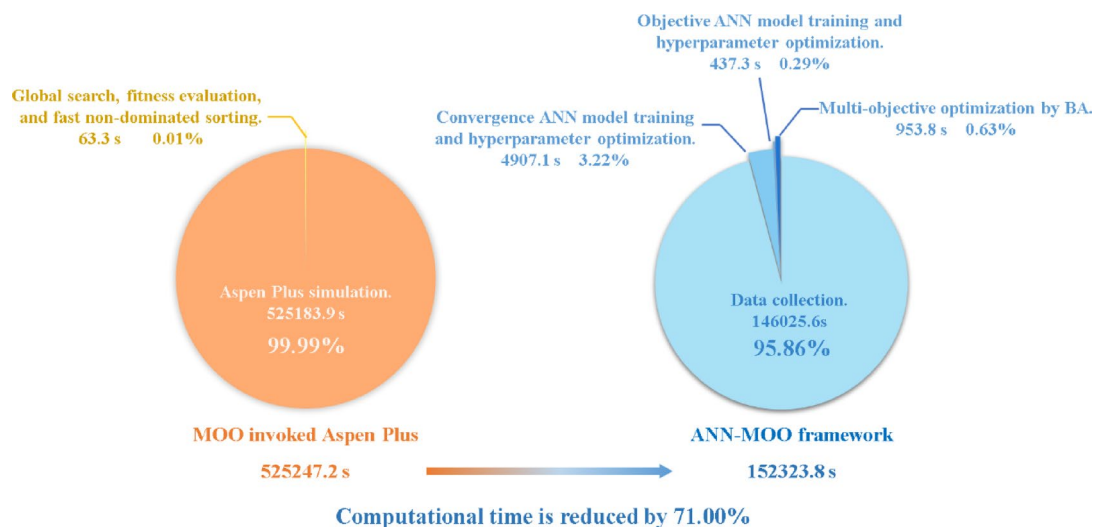 Global search, fitness evaluation,
and fast non-dominated sorting.
63.3 s 0.01%
Aspen Plus simulation.
525183.9 s
99.99%
MOO invoked Aspen Plus
525247.2 s
Objective ANN model training and
hyperparameter optimization.
437.3 s 0.29%
Convergence ANN model training
and hyperparameter optimization.
4907.1 s 3.22%
Multi-objective optimization by BA.
953.8 s 0.63%
Data collection.
146025.6s
95.86%
ANN-MOO framework
152323.8 s
Computational time is reduced by 71.00%